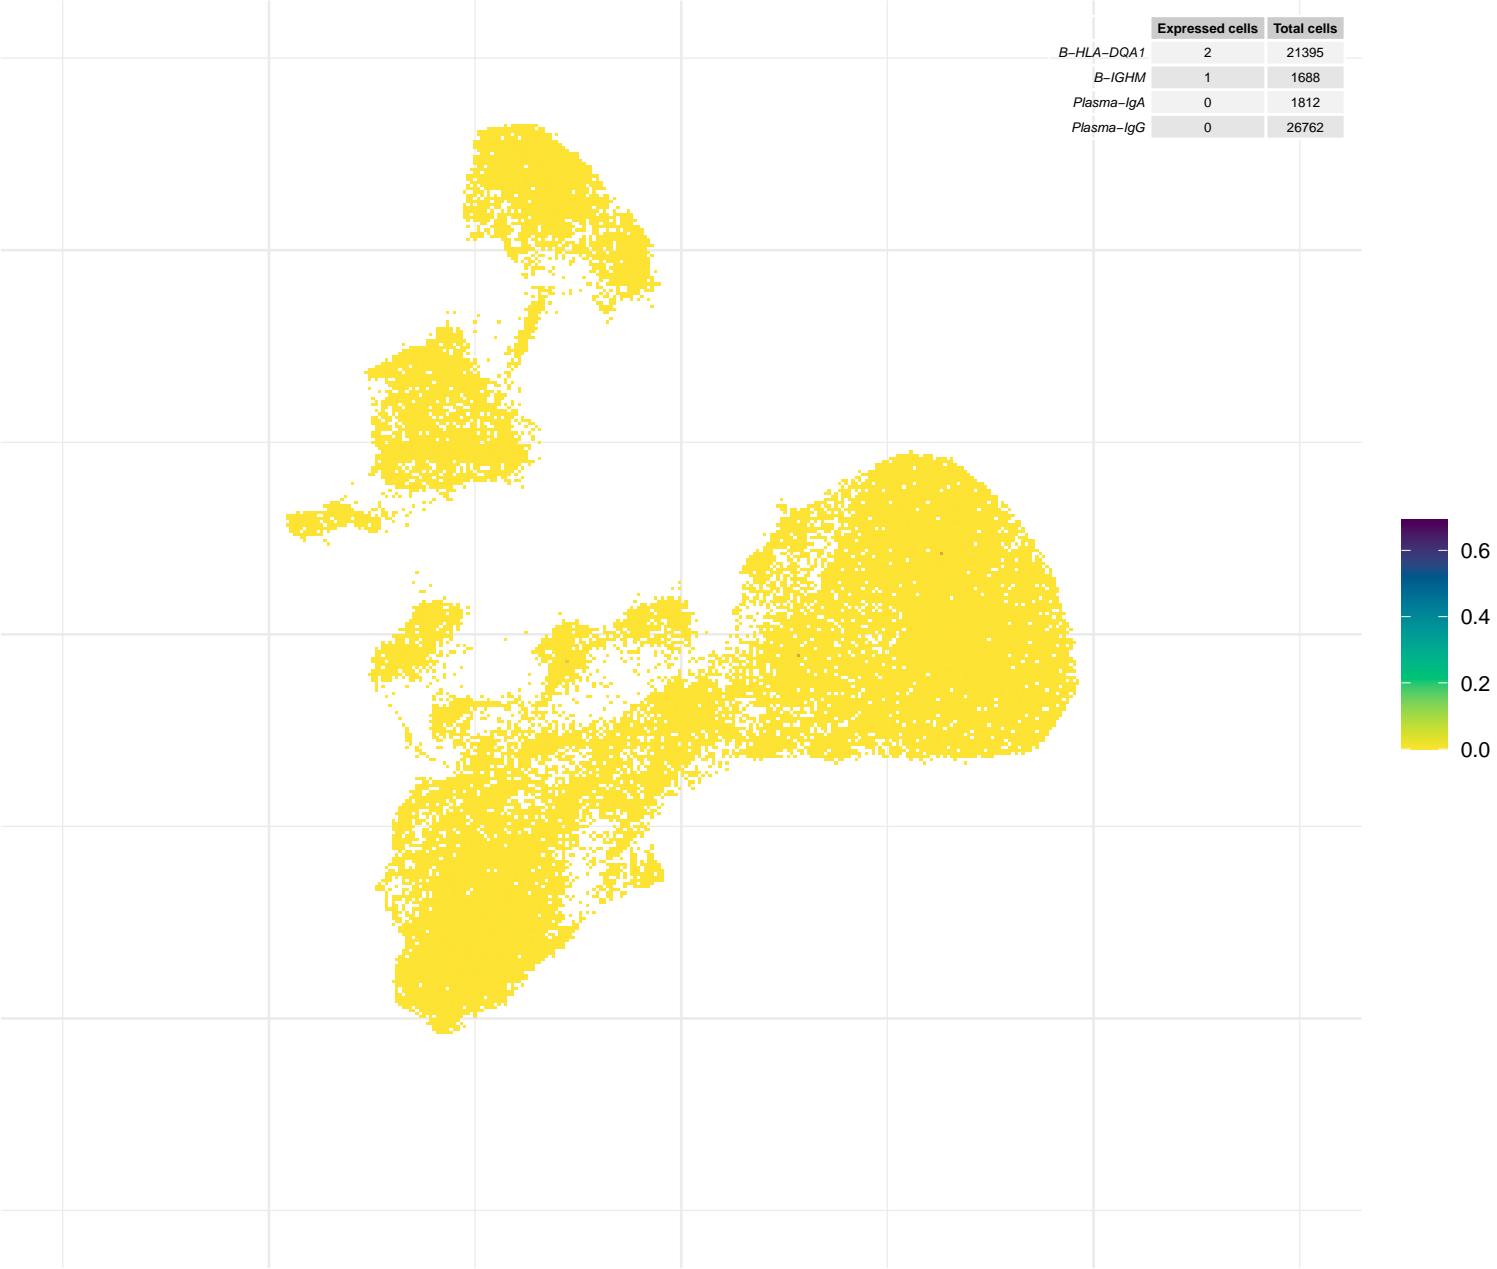 Expressed cells Total cells
B−HLA−DQA1 2 21395
B−IGHM 1 1688
Plasma−IgA 0 1812
Plasma−IgG 0 26762
0.6
0.4
0.2
0.0